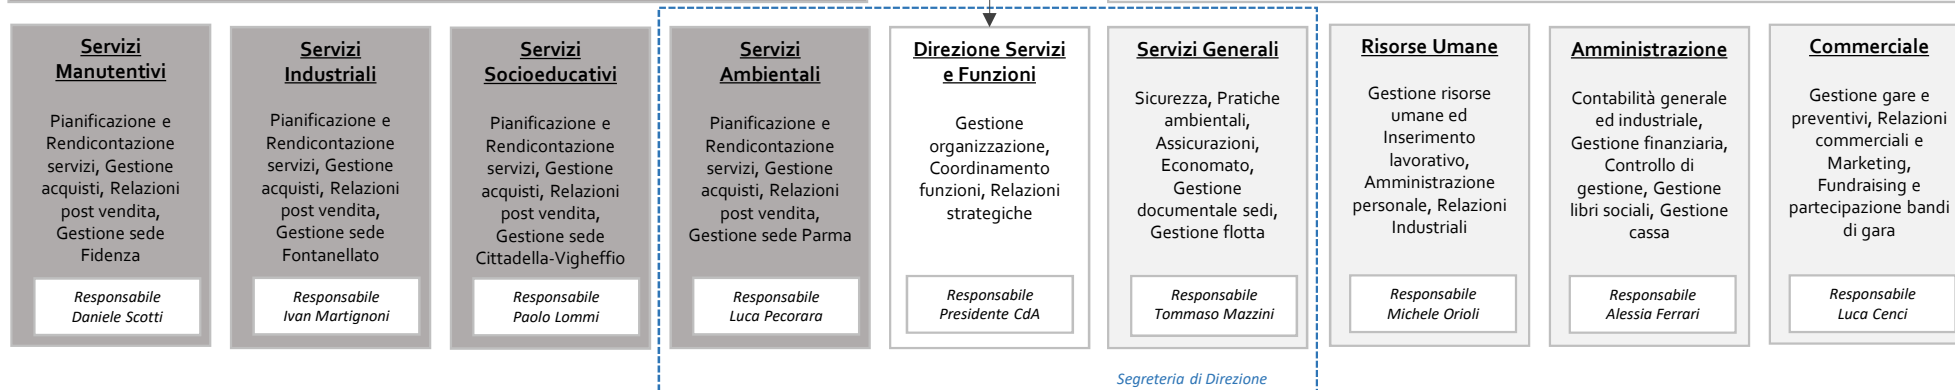 Servizi
Manutentivi
Pianificazione e
Rendicontazione
servizi, Gestione
acquisti, Relazioni
post vendita,
Gestione sede
Fidenza
Responsabile
Daniele Scotti
Servizi
Industriali
Pianificazione e
Rendicontazione
servizi, Gestione
acquisti, Relazioni
post vendita,
Gestione sede
Fontanellato
Responsabile
Ivan Martignoni
Servizi
Socioeducativi
Pianificazione e
Rendicontazione
servizi, Gestione
acquisti, Relazioni
post vendita,
Gestione sede
Cittadella-Vigheffio
Responsabile
Paolo Lommi
Servizi
Ambientali
Pianificazione e
Rendicontazione
servizi, Gestione
acquisti, Relazioni
post vendita,
Gestione sede Parma
Responsabile
Luca Pecorara
Direzione Servizi
e Funzioni
Gestione
organizzazione,
Coordinamento
funzioni, Relazioni
strategiche
Responsabile
Presidente CdA
Servizi Generali
Sicurezza, Pratiche
ambientali,
Assicurazioni,
Economato,
Gestione
documentale sedi,
Gestione flotta
Responsabile
Tommaso Mazzini
Risorse Umane
Gestione risorse
umane ed
Inserimento
lavorativo,
Amministrazione
personale, Relazioni
Industriali
Responsabile
Michele Orioli
Amministrazione
Contabilità generale
ed industriale,
Gestione finanziaria,
Controllo di
gestione, Gestione
libri sociali, Gestione
cassa
Responsabile
Alessia Ferrari
Commerciale
Gestione gare e
preventivi, Relazioni
commerciali e
Marketing,
Fundraising e
partecipazione bandi
di gara
Responsabile
Luca Cenci
Segreteria di Direzione